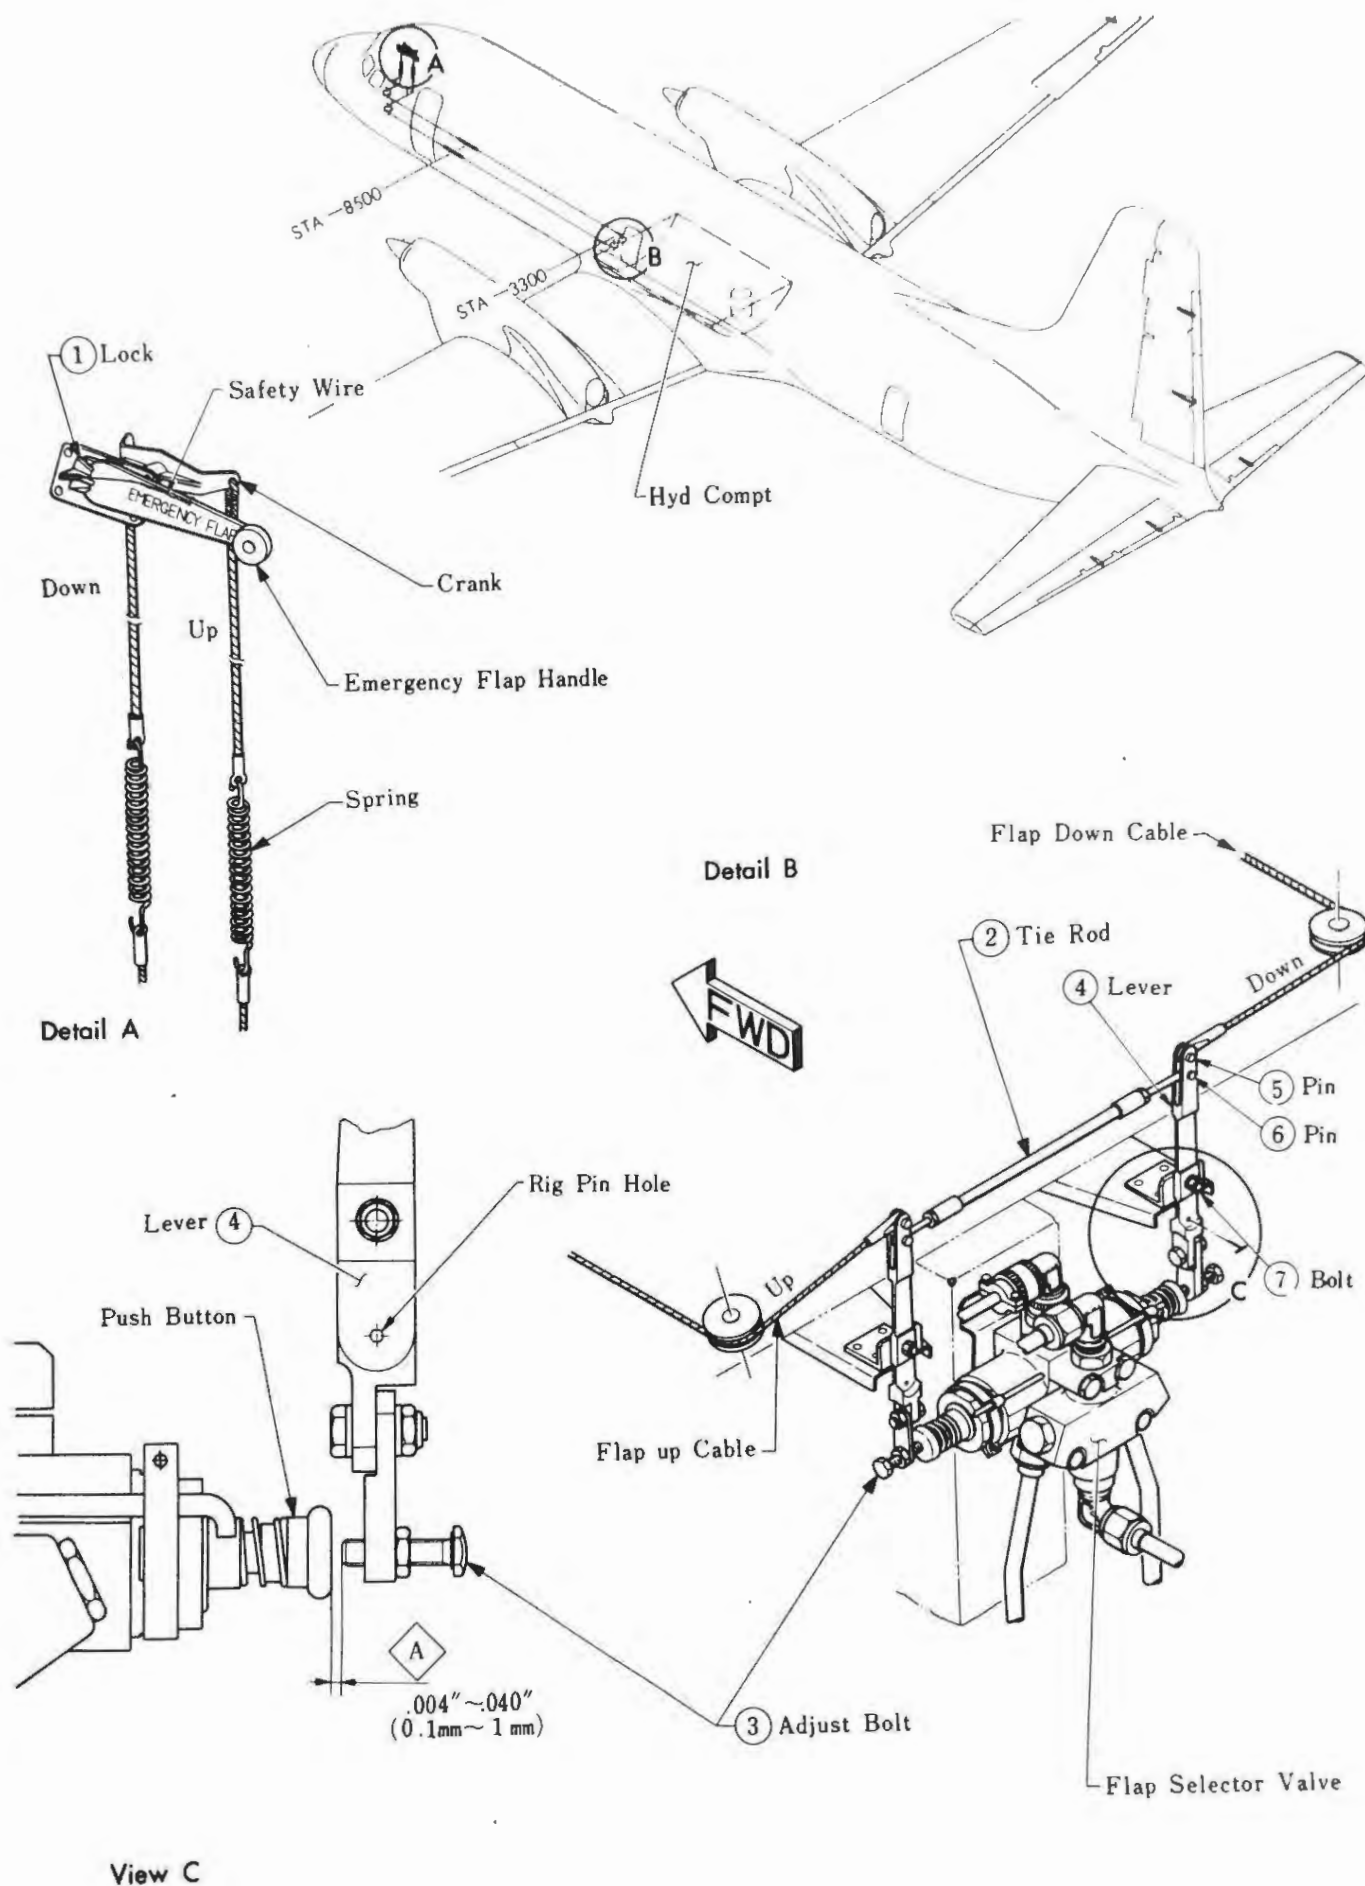 A
STA —8500
B
STA —3300
1 Lock
Safety Wire
Hyd Compt
EMERGENCY FLAP
Crank
Down
Up
Emergency Flap Handle
Spring
Detail A
Flap Down Cable
Detail B
2 Tie Rod
4 Lever
Down
FWD
5 Pin
6 Pin
Rig Pin Hole
Lever 4
Up
7 Bolt
C
Push Button
Flap up Cable
A
.004"~.040"
(0.1mm~1mm)
3 Adjust Bolt
Flap Selector Valve
View C